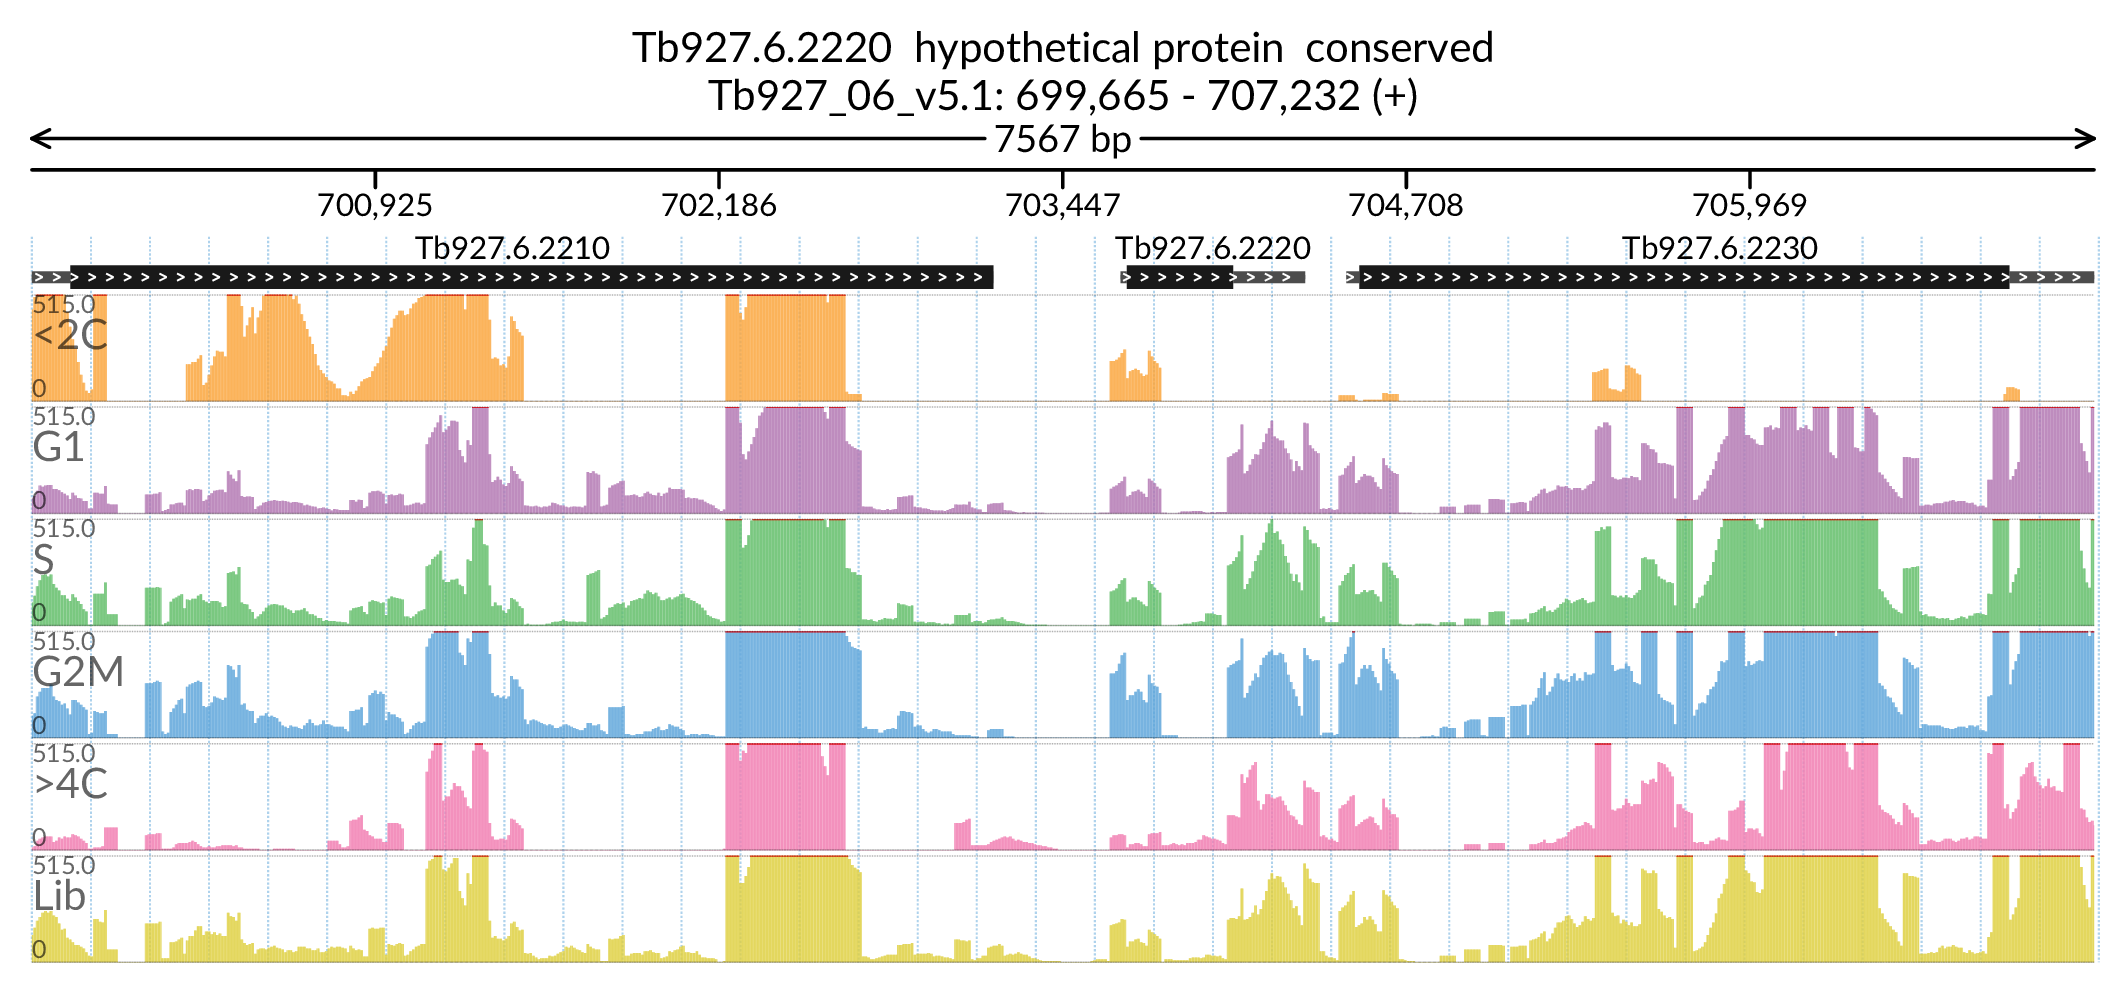 Tb927.6.2220  hypothetical protein  conserved
Tb927_06_v5.1: 699,665 - 707,232 (+)
7567 bp
700,925 702,186 703,447 704,708 705,969
Tb927.6.2210 Tb927.6.2220 Tb927.6.2230
515.0
<2C
0
515.0
G1
0
515.0
S
0
515.0
G2M
0
515.0
>4C
0
515.0
Lib
0